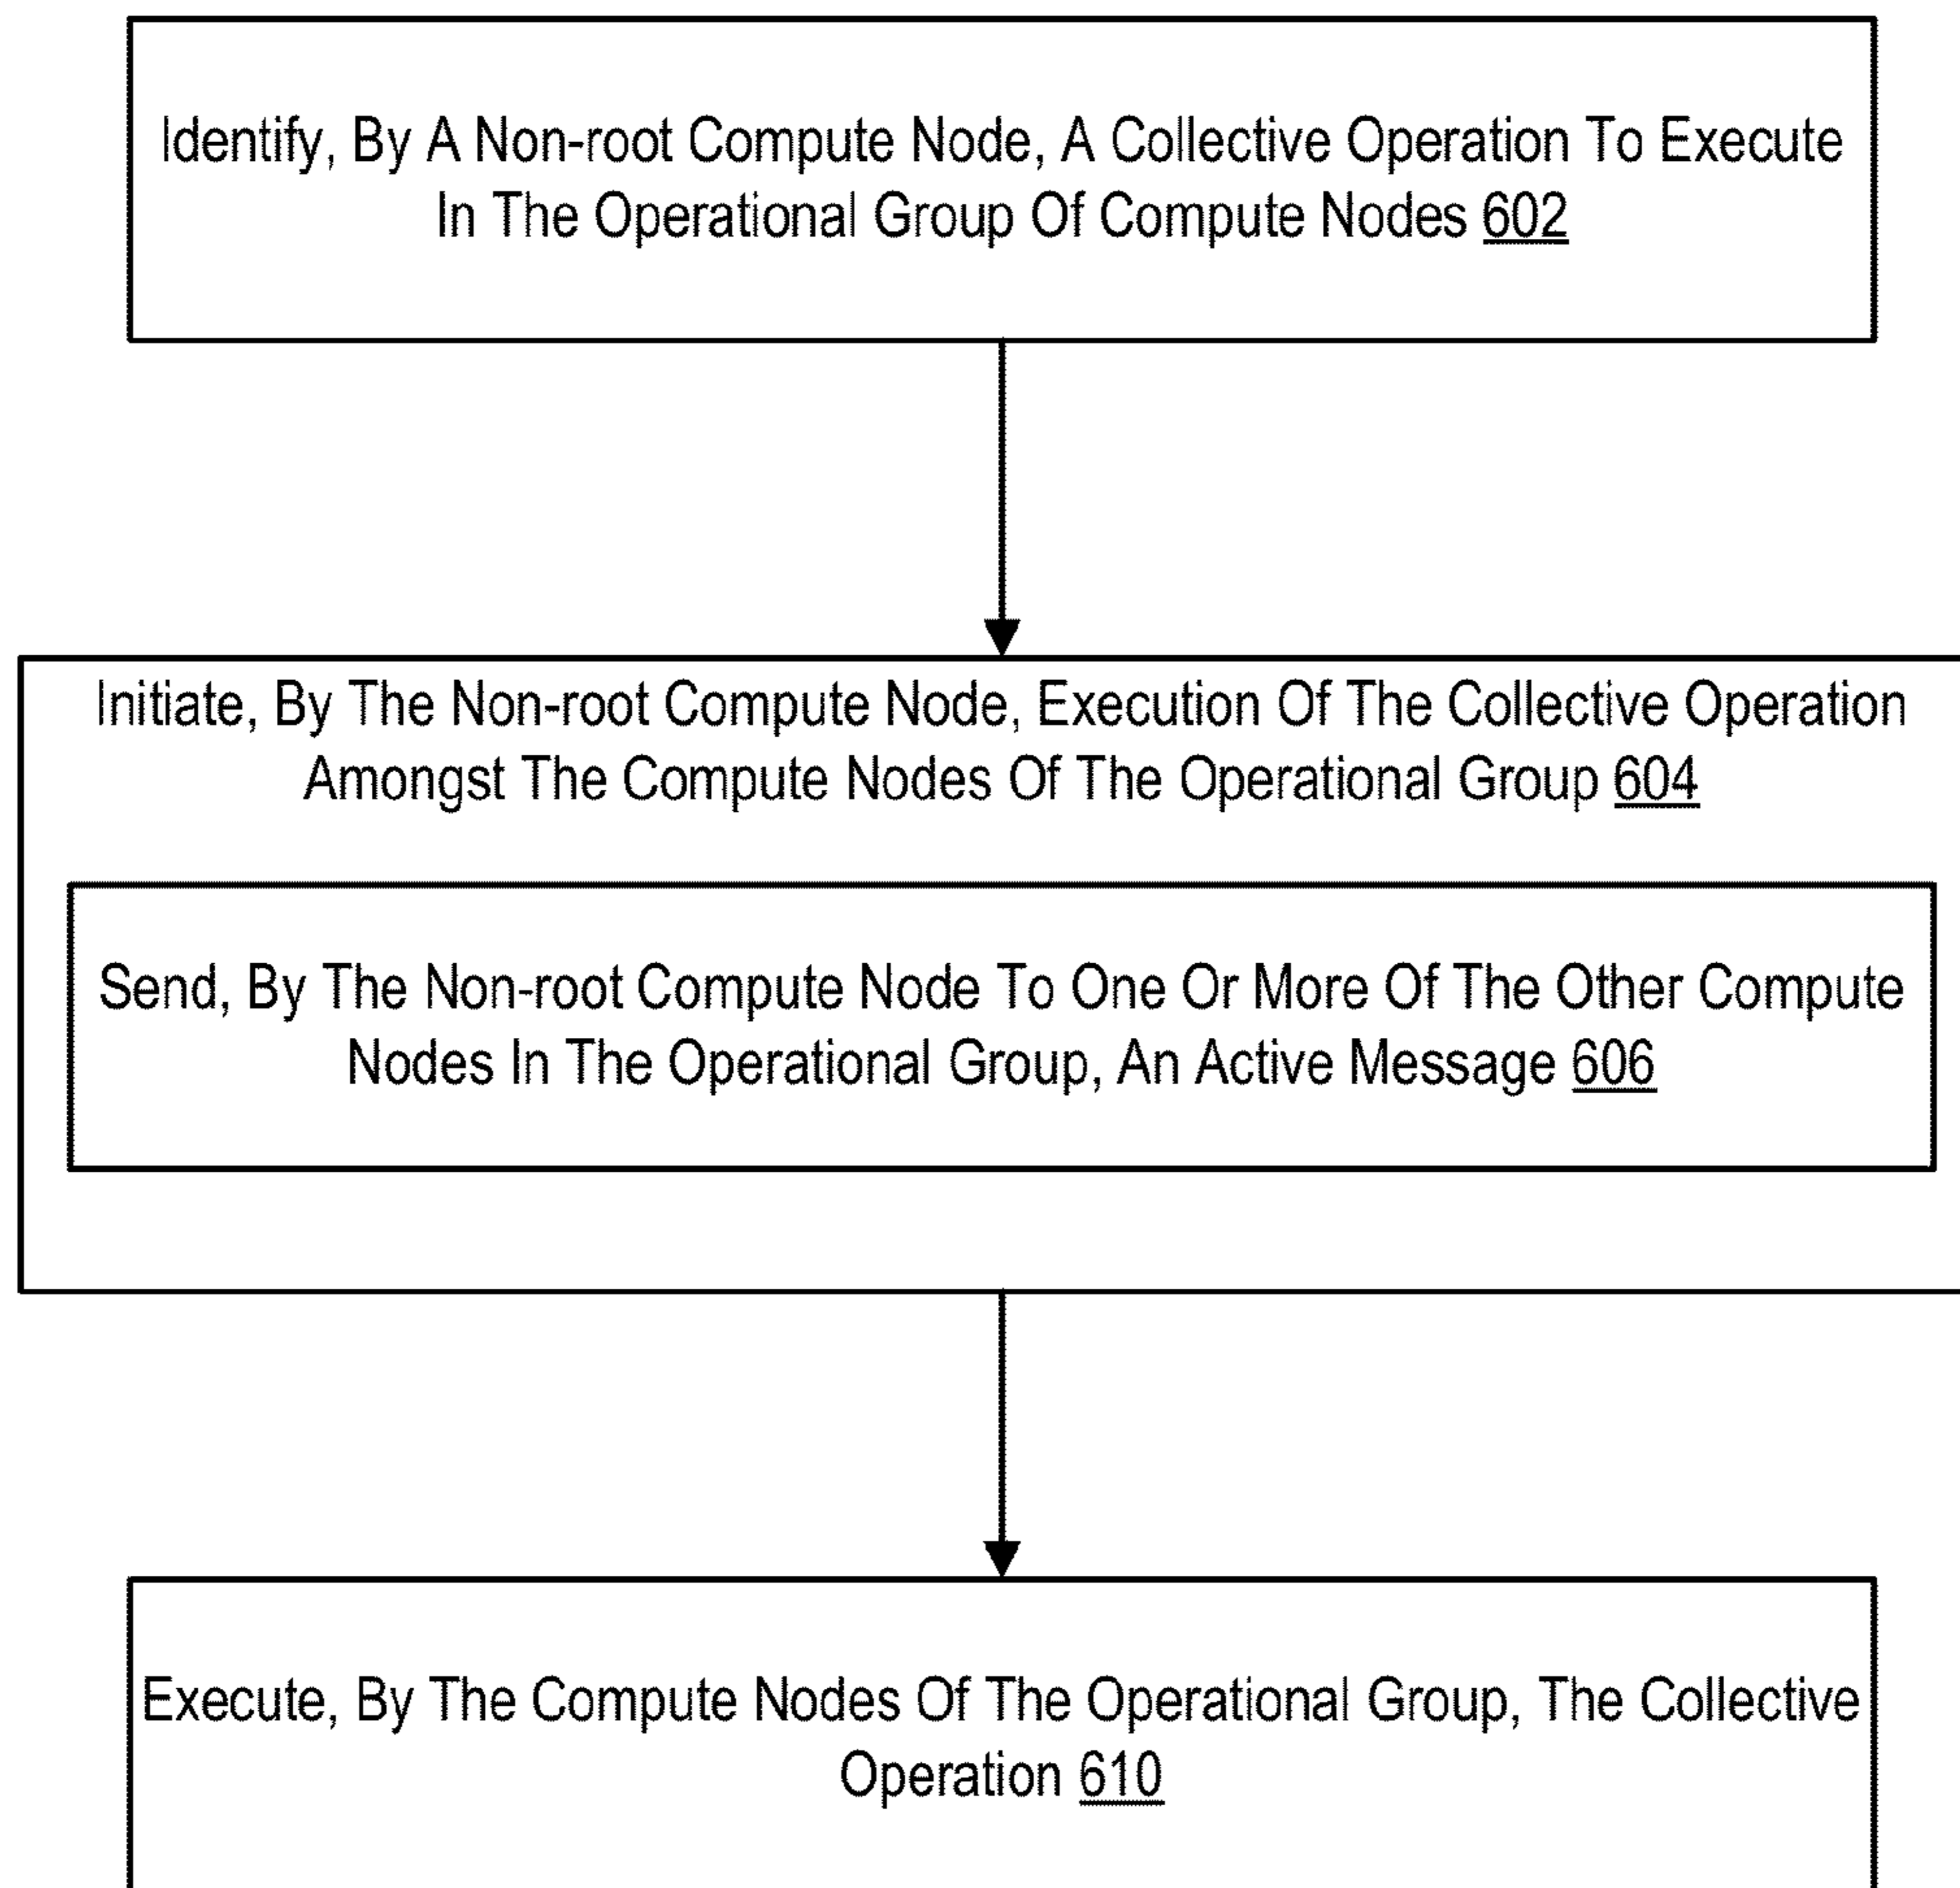 Identify, By A Non-root Compute Node, A Collective Operation To Execute
In The Operational Group Of Compute Nodes 602
Initiate, By The Non-root Compute Node, Execution Of The Collective Operation
Amongst The Compute Nodes Of The Operational Group 604
Send, By The Non-root Compute Node To One Or More Of The Other Compute
Nodes In The Operational Group, An Active Message 606
Execute, By The Compute Nodes Of The Operational Group, The Collective
Operation 610